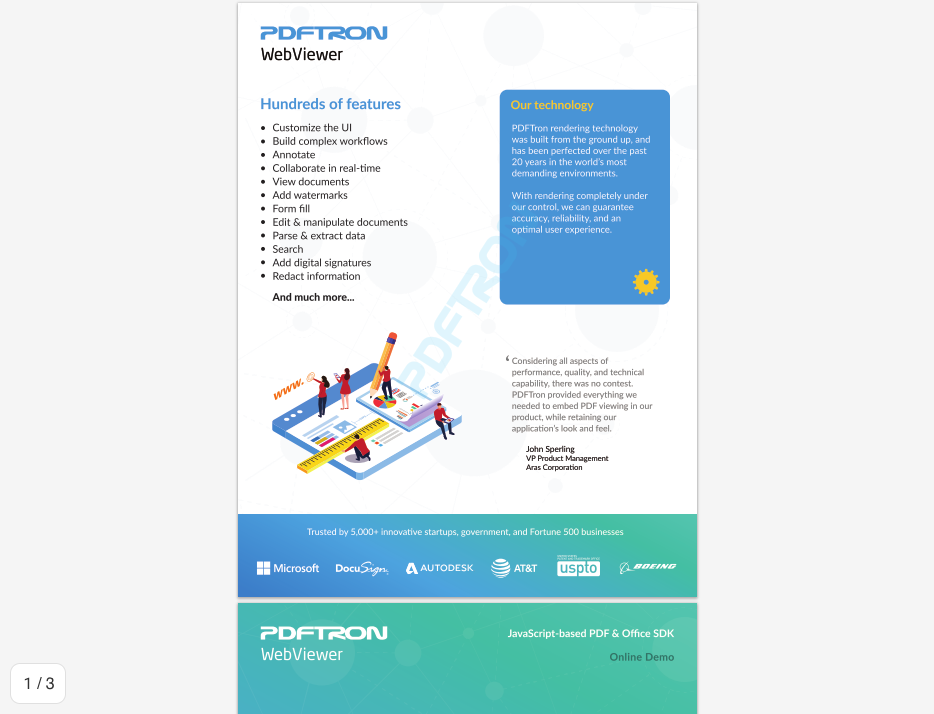 PDFTRON
WebViewer
Hundreds of features
• Customize the UI
• Build complex workflows
• Annotate
• Collaborate in real-time
• View documents
• Add watermarks
• Form fill
• Edit & manipulate documents
• Parse & extract data
• Search
• Add digital signatures
• Redact information
And much more...
Our technology
PDFTron rendering technology
was built from the ground up, and
has been perfected over the past
20 years in the world's most
demanding environments.
With rendering completely under
our control, we can guarantee
accuracy, reliability, and an
optimal user experience.
PDFTRON
www.
‘ Considering all aspects of
performance, quality, and technical
capability, there was no contest.
PDFTron provided everything we
needed to embed PDF viewing in our
product, while retaining our
application's look and feel.
John Sperling
VP Product Management
Aras Corporation
Trusted by 5,000+ innovative startups, government, and Fortune 500 businesses
Microsoft
DocuSign
AUTODESK
AT&T
uspto
BOEING
PDFTRON
WebViewer
JavaScript-based PDF & Office SDK
Online Demo
1 / 3